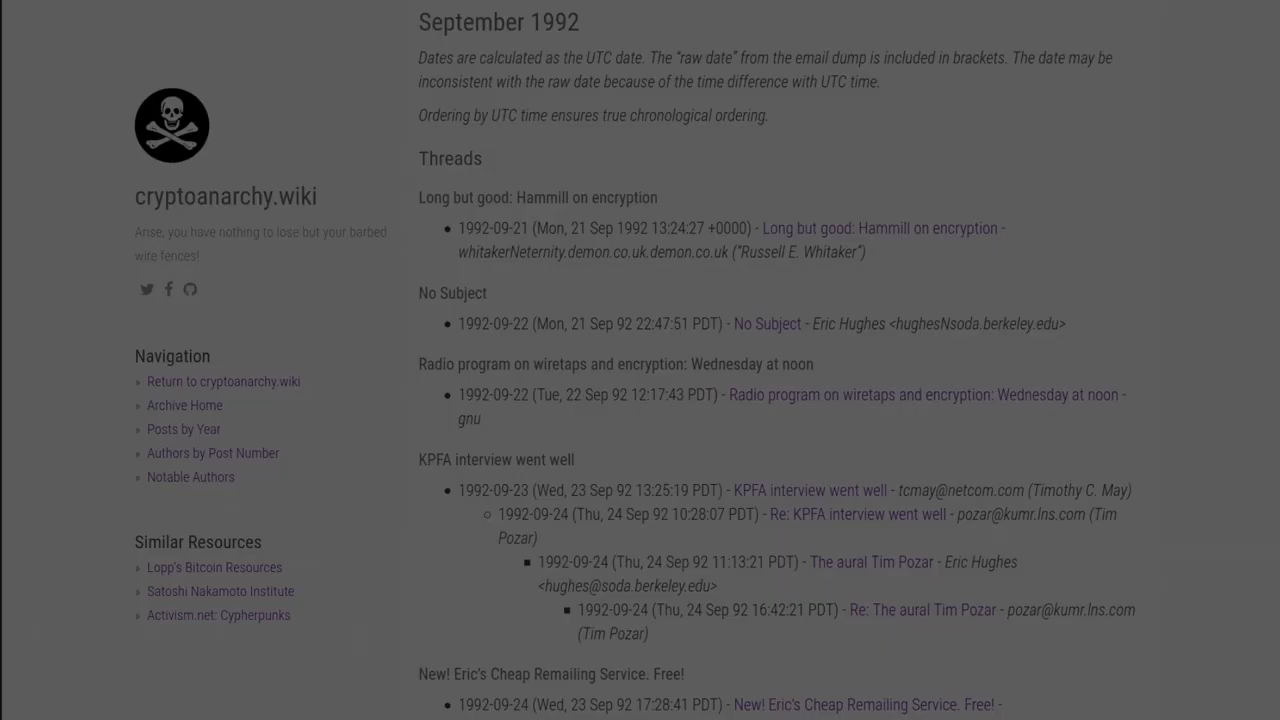 cryptoanarchy.wiki
Arise, you have nothing to lose but your barbed
wire fences!
Navigation
» Return to cryptoanarchy.wiki
» Archive Home
» Posts by Year
» Authors by Post Number
» Notable Authors
Similar Resources
» Lopp's Bitcoin Resources
» Satoshi Nakamoto Institute
» Activism.net: Cypherpunks
September 1992
Dates are calculated as the UTC date. The “raw date” from the email dump is included in brackets. The date may be
inconsistent with the raw date because of the time difference with UTC time.
Ordering by UTC time ensures true chronological ordering.
Threads
Long but good: Hammill on encryption
• 1992-09-21 (Mon, 21 Sep 1992 13:24:27 +0000) - Long but good: Hammill on encryption -
whitakerNeternity.demon.co.uk.demon.co.uk (“Russell E. Whitaker”)
No Subject
• 1992-09-22 (Mon, 21 Sep 92 22:47:51 PDT) - No Subject - Eric Hughes <hughesNsoda.berkeley.edu>
Radio program on wiretaps and encryption: Wednesday at noon
• 1992-09-22 (Tue, 22 Sep 92 12:17:43 PDT) - Radio program on wiretaps and encryption: Wednesday at noon -
gnu
KPFA interview went well
• 1992-09-23 (Wed, 23 Sep 92 13:25:19 PDT) - KPFA interview went well - tcmay@netcom.com (Timothy C. May)
○ 1992-09-24 (Thu, 24 Sep 92 10:28:07 PDT) - Re: KPFA interview went well - pozar@kumr.lns.com (Tim
Pozar)
■ 1992-09-24 (Thu, 24 Sep 92 11:13:21 PDT) - The aural Tim Pozar - Eric Hughes
<hughes@soda.berkeley.edu>
■ 1992-09-24 (Thu, 24 Sep 92 16:42:21 PDT) - Re: The aural Tim Pozar - pozar@kumr.lns.com
(Tim Pozar)
New! Eric's Cheap Remailing Service. Free!
• 1992-09-24 (Wed, 23 Sep 92 17:28:41 PDT) - New! Eric's Cheap Remailing Service. Free! -